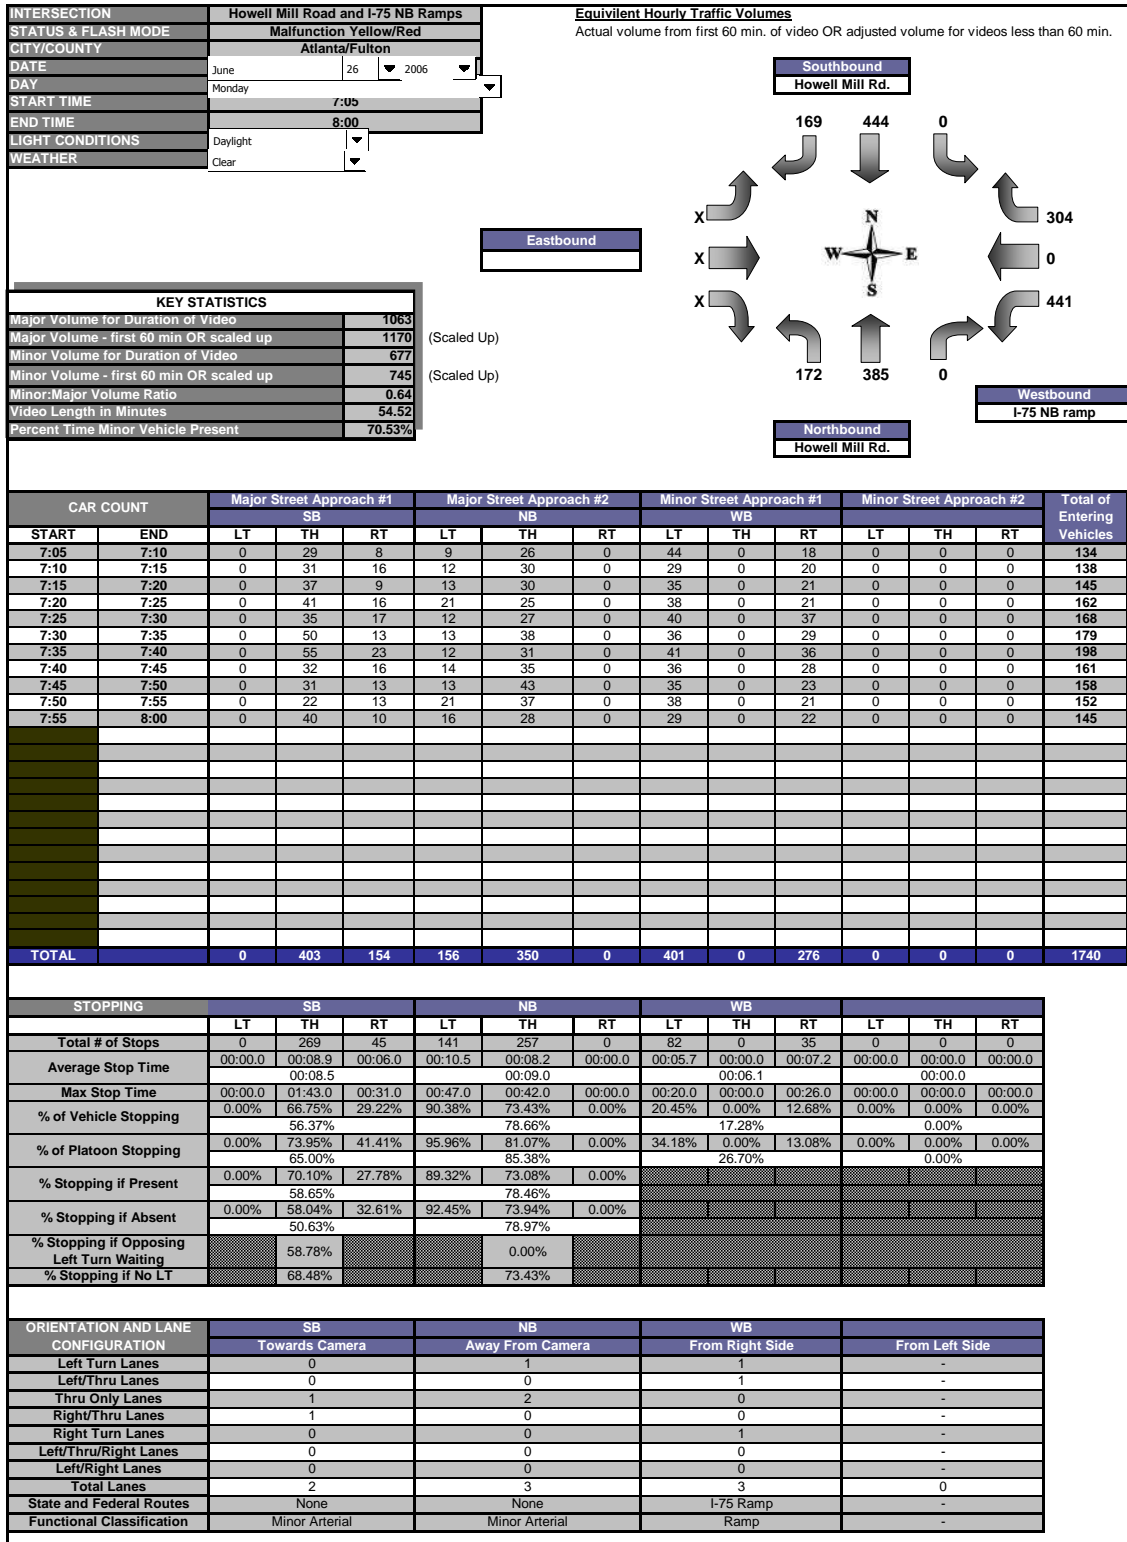 INTERSECTION Howell Mill Road and I-75 NB Ramps
STATUS & FLASH MODE Malfunction Yellow/Red
CITY/COUNTY Atlanta/Fulton
DATE June 26 2006
DAY Monday
START TIME 7:05
END TIME 8:00
LIGHT CONDITIONS Daylight
WEATHER Clear
Equivilent Hourly Traffic Volumes
Actual volume from first 60 min. of video OR adjusted volume for videos less than 60 min.
Southbound
Howell Mill Rd.
169 444 0
X 304
N
Eastbound
X W E 0
S
X 441
172 385 0
Westbound
I-75 NB ramp
Northbound
Howell Mill Rd.
KEY STATISTICS
Major Volume for Duration of Video 1063
Major Volume - first 60 min OR scaled up 1170 (Scaled Up)
Minor Volume for Duration of Video 677
Minor Volume - first 60 min OR scaled up 745 (Scaled Up)
Minor:Major Volume Ratio 0.64
Video Length in Minutes 54.52
Percent Time Minor Vehicle Present 70.53%
CAR COUNT Major Street Approach #1 Major Street Approach #2 Minor Street Approach #1 Minor Street Approach #2 Total of Entering Vehicles
SB NB WB
START END LT TH RT LT TH RT LT TH RT LT TH RT
7:05 7:10 0 29 8 9 26 0 44 0 18 0 0 0 134
7:10 7:15 0 31 16 12 30 0 29 0 20 0 0 0 138
7:15 7:20 0 37 9 13 30 0 35 0 21 0 0 0 145
7:20 7:25 0 41 16 21 25 0 38 0 21 0 0 0 162
7:25 7:30 0 35 17 12 27 0 40 0 37 0 0 0 168
7:30 7:35 0 50 13 13 38 0 36 0 29 0 0 0 179
7:35 7:40 0 55 23 12 31 0 41 0 36 0 0 0 198
7:40 7:45 0 32 16 14 35 0 36 0 28 0 0 0 161
7:45 7:50 0 31 13 13 43 0 35 0 23 0 0 0 158
7:50 7:55 0 22 13 21 37 0 38 0 21 0 0 0 152
7:55 8:00 0 40 10 16 28 0 29 0 22 0 0 0 145
TOTAL 0 403 154 156 350 0 401 0 276 0 0 0 1740
STOPPING SB NB WB
LT TH RT LT TH RT LT TH RT LT TH RT
Total # of Stops 0 269 45 141 257 0 82 0 35 0 0 0
Average Stop Time 00:00.0 00:08.9 00:06.0 00:10.5 00:08.2 00:00.0 00:05.7 00:00.0 00:07.2 00:00.0 00:00.0 00:00.0
00:08.5 00:09.0 00:06.1 00:00.0
Max Stop Time 00:00.0 01:43.0 00:31.0 00:47.0 00:42.0 00:00.0 00:20.0 00:00.0 00:26.0 00:00.0 00:00.0 00:00.0
% of Vehicle Stopping 0.00% 66.75% 29.22% 90.38% 73.43% 0.00% 20.45% 0.00% 12.68% 0.00% 0.00% 0.00%
56.37% 78.66% 17.28% 0.00%
% of Platoon Stopping 0.00% 73.95% 41.41% 95.96% 81.07% 0.00% 34.18% 0.00% 13.08% 0.00% 0.00% 0.00%
65.00% 85.38% 26.70% 0.00%
% Stopping if Present 0.00% 70.10% 27.78% 89.32% 73.08% 0.00%
58.65% 78.46%
% Stopping if Absent 0.00% 58.04% 32.61% 92.45% 73.94% 0.00%
50.63% 78.97%
% Stopping if Opposing Left Turn Waiting 58.78% 0.00%
% Stopping if No LT 68.48% 73.43%
ORIENTATION AND LANE CONFIGURATION SB NB WB
Towards Camera Away From Camera From Right Side From Left Side
Left Turn Lanes 0 1 1 -
Left/Thru Lanes 0 0 1 -
Thru Only Lanes 1 2 0 -
Right/Thru Lanes 1 0 0 -
Right Turn Lanes 0 0 1 -
Left/Thru/Right Lanes 0 0 0 -
Left/Right Lanes 0 0 0 -
Total Lanes 2 3 3 0
State and Federal Routes None None I-75 Ramp -
Functional Classification Minor Arterial Minor Arterial Ramp -